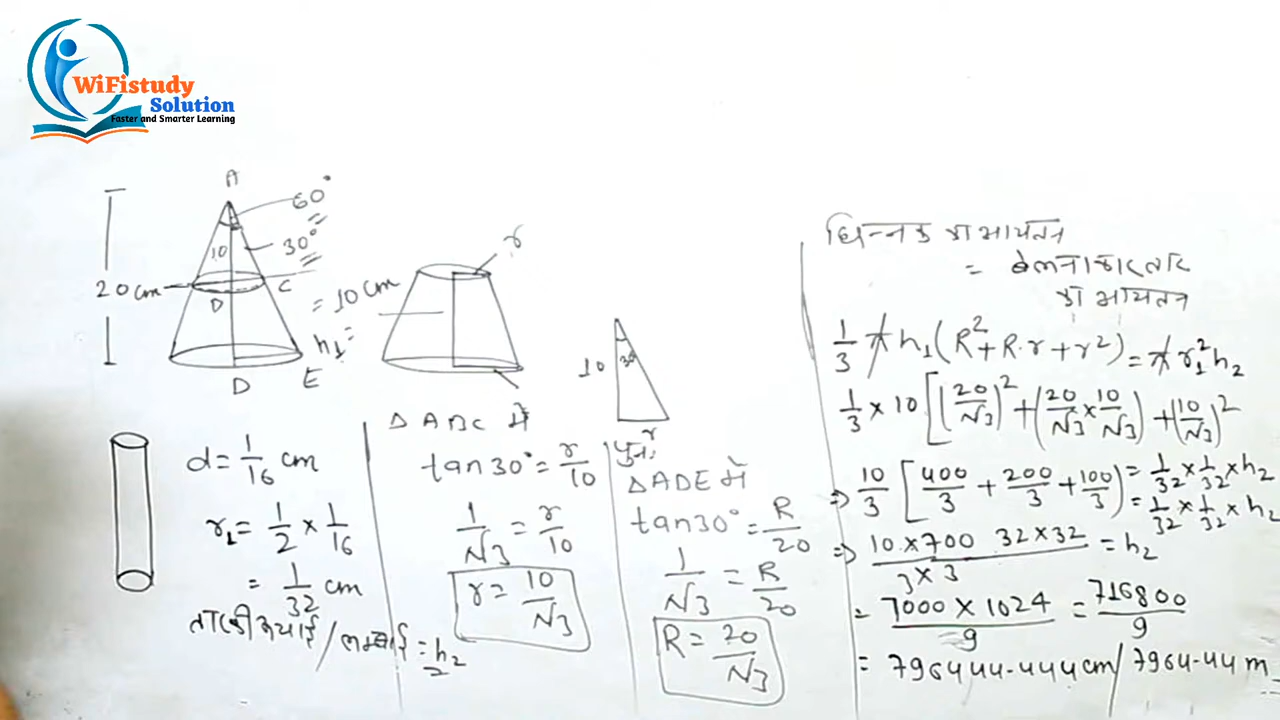 WiFistudy
Solution
Faster and Smarter Learning
A
60°
30°
10
20 cm
D
C
D
E
= 10 cm
h₁ =
r
10
30
r
d = 1/16 cm
r₁ = 1/2 × 1/16
= 1/32 cm
= h₂
Δ ABC में
tan 30° = r/10
1/√3 = r/10
r = 10/√3
पुनः
Δ ADE में
tan 30° = R/20
1/√3 = R/20
R = 20/√3
छिन्नक का आयतन
= बेलनाकार तार
का आयतन
1/3 π h₁ (R² + R·r + r²) = π r₁² h₂
1/3 × 10 [(20/√3)² + (20/√3 × 10/√3) + (10/√3)²
⇒ 10/3 [400/3 + 200/3 + 100/3) = 1/32 × 1/32 × h₂
= 1/32 × 1/32 × h₂
⇒ 10 × 700 32 × 32 / 3 × 3 = h₂
= 7000 × 1024 / 9 = 716800 / 9
= 796444.444 cm / 7964.44 m